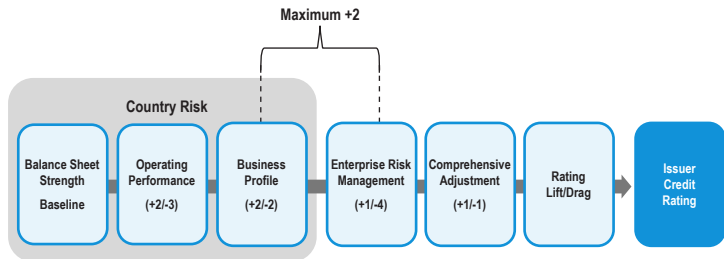 Maximum +2
Country Risk
Balance Sheet
Strength
Baseline
Operating
Performance
(+2/-3)
Business
Profile
(+2/-2)
Enterprise Risk
Management
(+1/-4)
Comprehensive
Adjustment
(+1/-1)
Rating
Lift/Drag
Issuer
Credit
Rating